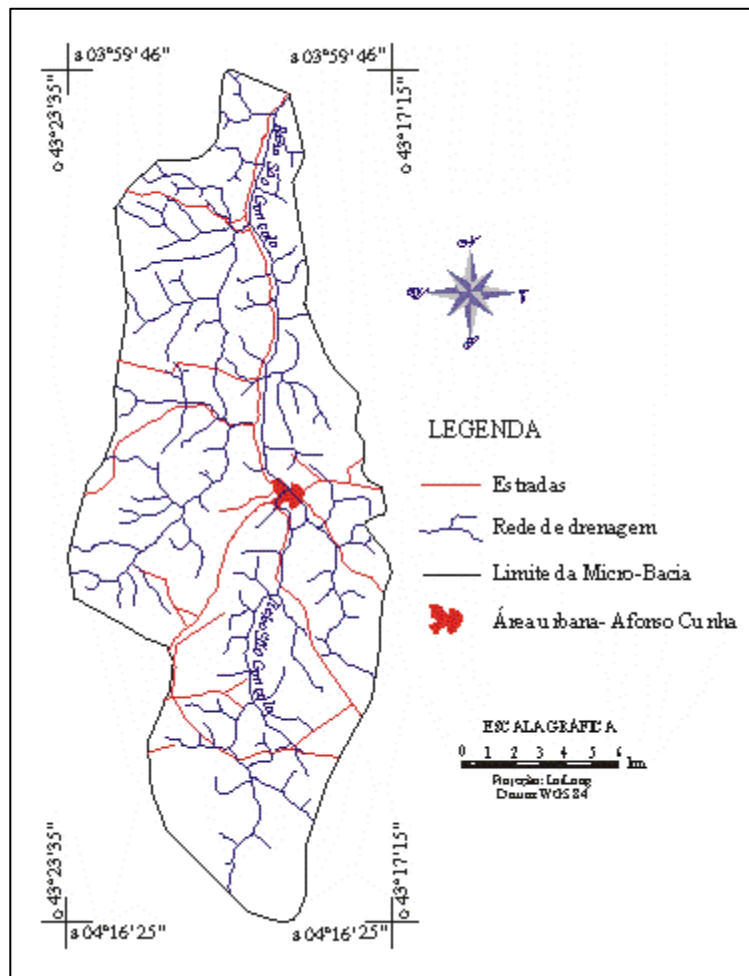 s 03°59'46" s 03°59'46"
o 43°23'35"
o 43°17'15"
LEGENDA
Estradas
Rede de drenagem
Limite da Micro-Bacia
Área urbana- Afonso Cunha
ESCALA GRÁFICA
0 1 2 3 4 5 6 km
Projeção: Lat/Long
Datum WGS 84
o 43°23'35"
o 43°17'15"
s 04°16'25" s 04°16'25"